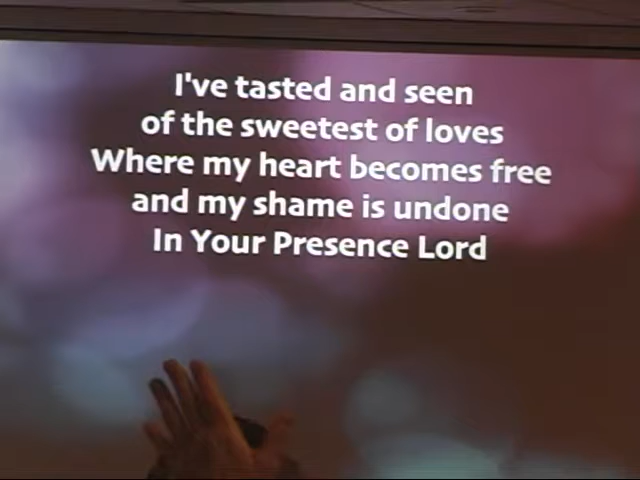 I've tasted and seen
of the sweetest of loves
Where my heart becomes free
and my shame is undone
In Your Presence Lord